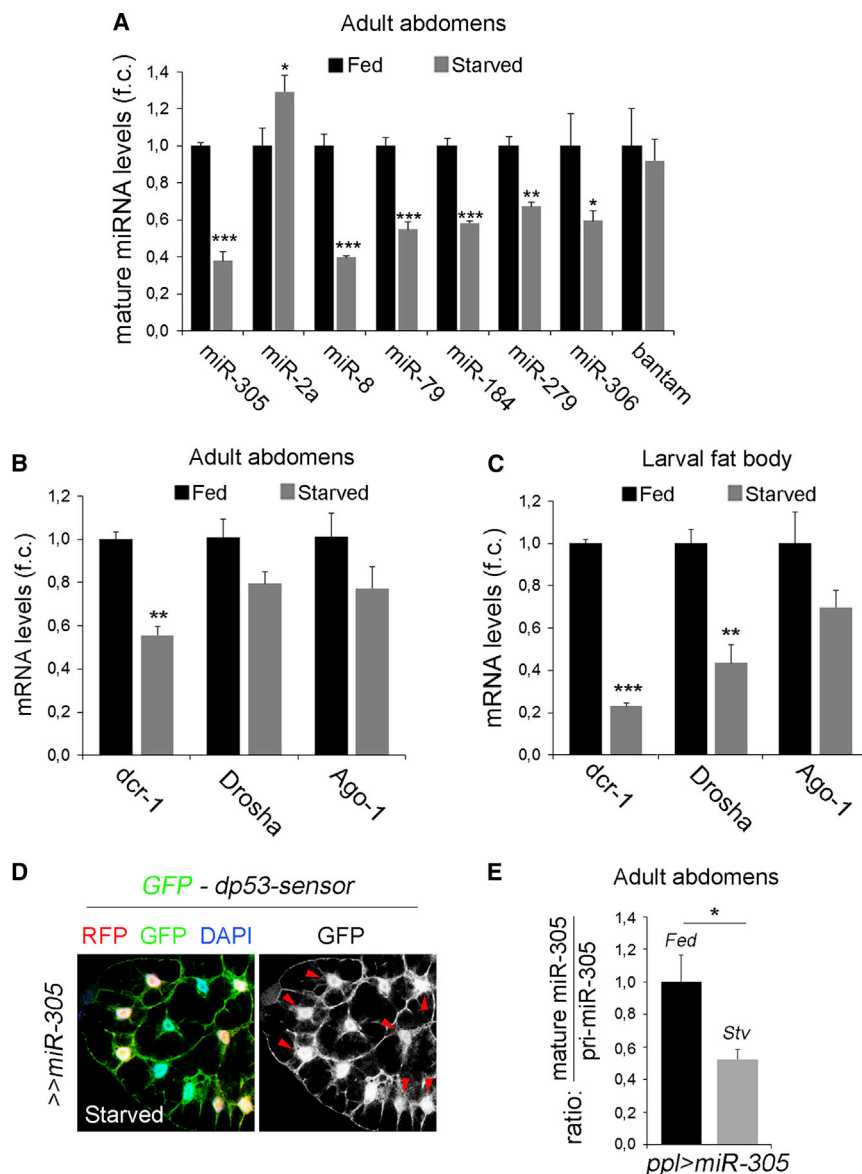 A
Adult abdomens
Fed Starved
mature miRNA levels (f.c.)
1,4
1,2
1,0
0,8
0,6
0,4
0,2
0,0
*** * *** *** *** ** *
miR-305 miR-2a miR-8 miR-79 miR-184 miR-279 miR-306 bantam
B
Adult abdomens
Fed Starved
mRNA levels (f.c.)
1,2
1,0
0,8
0,6
0,4
0,2
0,0
**
dcr-1 Drosha Ago-1
C
Larval fat body
Fed Starved
mRNA levels (f.c.)
1,2
1,0
0,8
0,6
0,4
0,2
0,0
*** **
dcr-1 Drosha Ago-1
D
GFP - dp53-sensor
RFP GFP DAPI GFP
>>miR-305
Starved
E
Adult abdomens
ratio: mature miR-305
pri-miR-305
1,4
1,2
1,0
0,8
0,6
0,4
0,2
0,0
*
Fed
Stv
ppl>miR-305